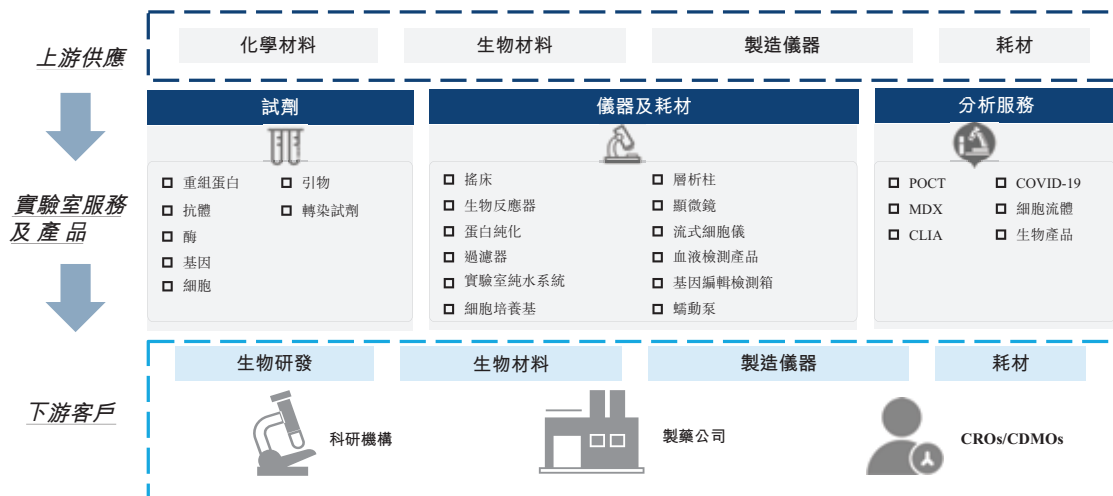 上游供應
化學材料
生物材料
製造儀器
耗材
實驗室服務
及產品
試劑
重組蛋白
抗體
酶
基因
細胞
引物
轉染試劑
儀器及耗材
搖床
生物反應器
蛋白純化
過濾器
實驗室純水系統
細胞培養基
層析柱
顯微鏡
流式細胞儀
血液檢測產品
基因編輯檢測箱
蠕動泵
分析服務
POCT
MDX
CLIA
COVID-19
細胞流體
生物產品
下游客戶
生物研發
生物材料
製造儀器
耗材
科研機構
製藥公司
CROs/CDMOs